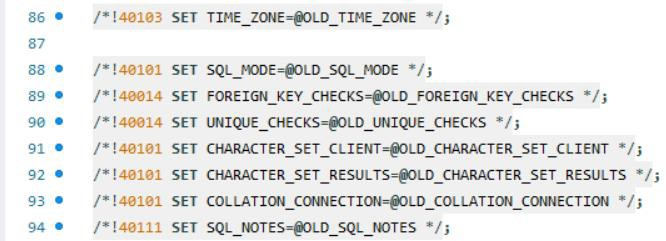 86 /*!40103 SET TIME_ZONE=@OLD_TIME_ZONE */;
87
88 /*!40101 SET SQL_MODE=@OLD_SQL_MODE */;
89 /*!40014 SET FOREIGN_KEY_CHECKS=@OLD_FOREIGN_KEY_CHECKS */;
90 /*!40014 SET UNIQUE_CHECKS=@OLD_UNIQUE_CHECKS */;
91 /*!40101 SET CHARACTER_SET_CLIENT=@OLD_CHARACTER_SET_CLIENT */;
92 /*!40101 SET CHARACTER_SET_RESULTS=@OLD_CHARACTER_SET_RESULTS */;
93 /*!40101 SET COLLATION_CONNECTION=@OLD_COLLATION_CONNECTION */;
94 /*!40111 SET SQL_NOTES=@OLD_SQL_NOTES */;